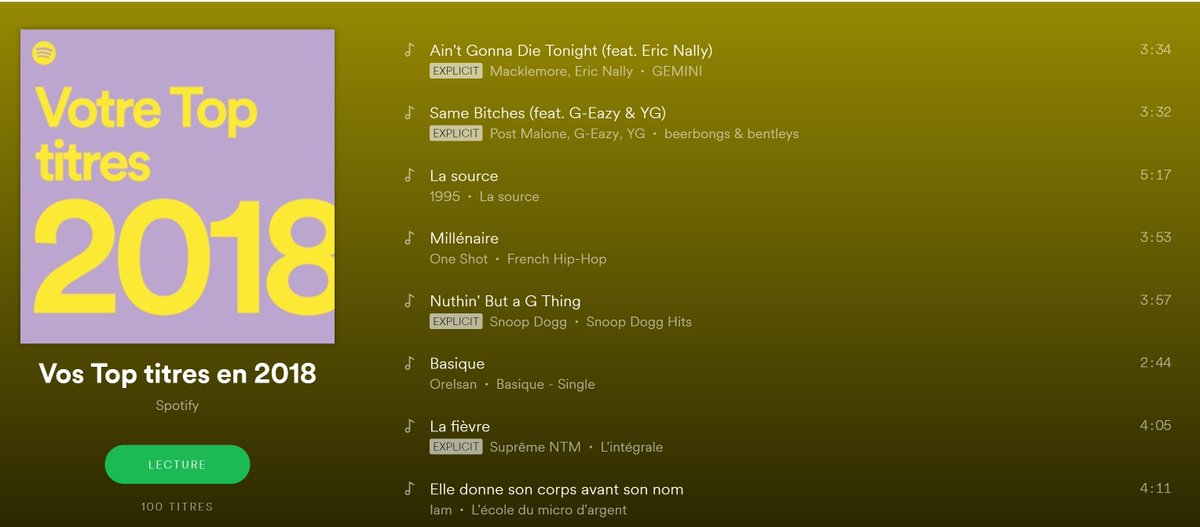 Votre Top
titres
2018
Vos Top titres en 2018
Spotify
LECTURE
100 TITRES
Ain't Gonna Die Tonight (feat. Eric Nally)
3:34
EXPLICIT Macklemore, Eric Nally • GEMINI
Same Bitches (feat. G-Eazy & YG)
3:32
EXPLICIT Post Malone, G-Eazy, YG • beerbongs & bentleys
La source
5:17
1995 • La source
Millénaire
3:53
One Shot • French Hip-Hop
Nuthin' But a G Thing
3:57
EXPLICIT Snoop Dogg • Snoop Dogg Hits
Basique
2:44
Orelsan • Basique - Single
La fièvre
4:05
EXPLICIT Suprême NTM • L'intégrale
Elle donne son corps avant son nom
4:11
Iam • L'école du micro d'argent